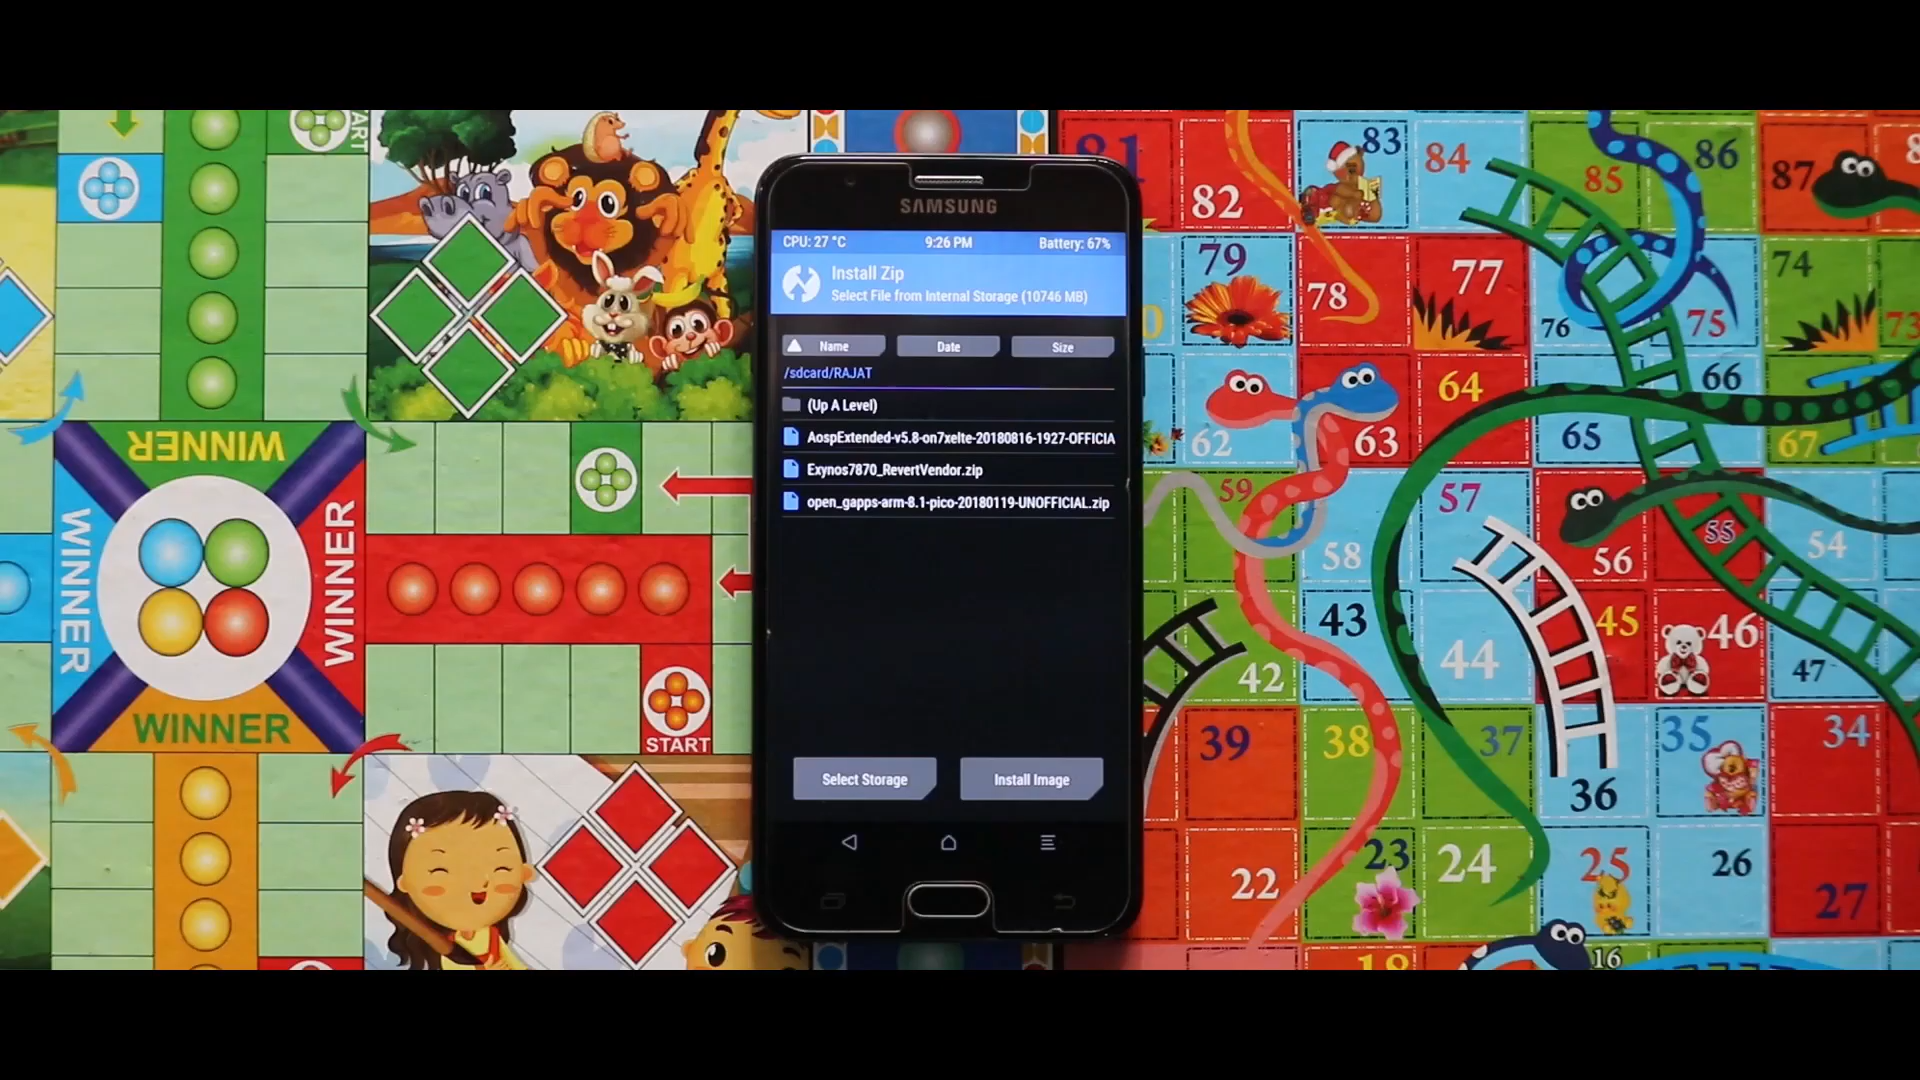 START
WINNER
WINNER
WINNER
WINNER
START
SAMSUNG
CPU: 27 °C
9:26 PM
Battery: 67%
Install Zip
Select File from Internal Storage (10746 MB)
Name
Date
Size
/sdcard/RAJAT
(Up A Level)
AospExtended-v5.8-on7xelte-20180816-1927-OFFICIA
Exynos7870_RevertVendor.zip
open_gapps-arm-8.1-pico-20180119-UNOFFICIAL.zip
Select Storage
Install Image
81
82
83
84
85
86
87
79
78
77
76
75
74
73
62
63
64
65
66
67
59
58
57
56
55
54
42
43
44
45
46
47
39
38
37
36
35
34
22
23
24
25
26
27
18
16